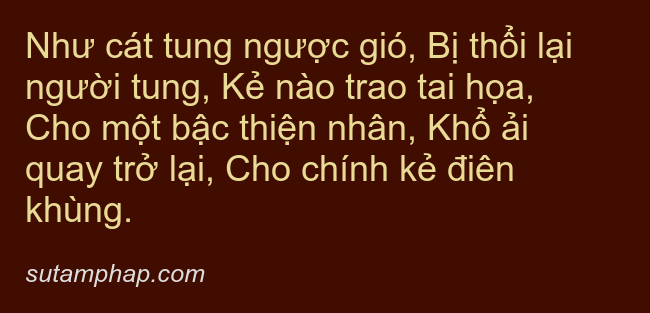 Như cát tung ngược gió, Bị thổi lại
người tung, Kẻ nào trao tai họa,
Cho một bậc thiện nhân, Khổ ải
quay trở lại, Cho chính kẻ điên
khùng.
sutamphap.com